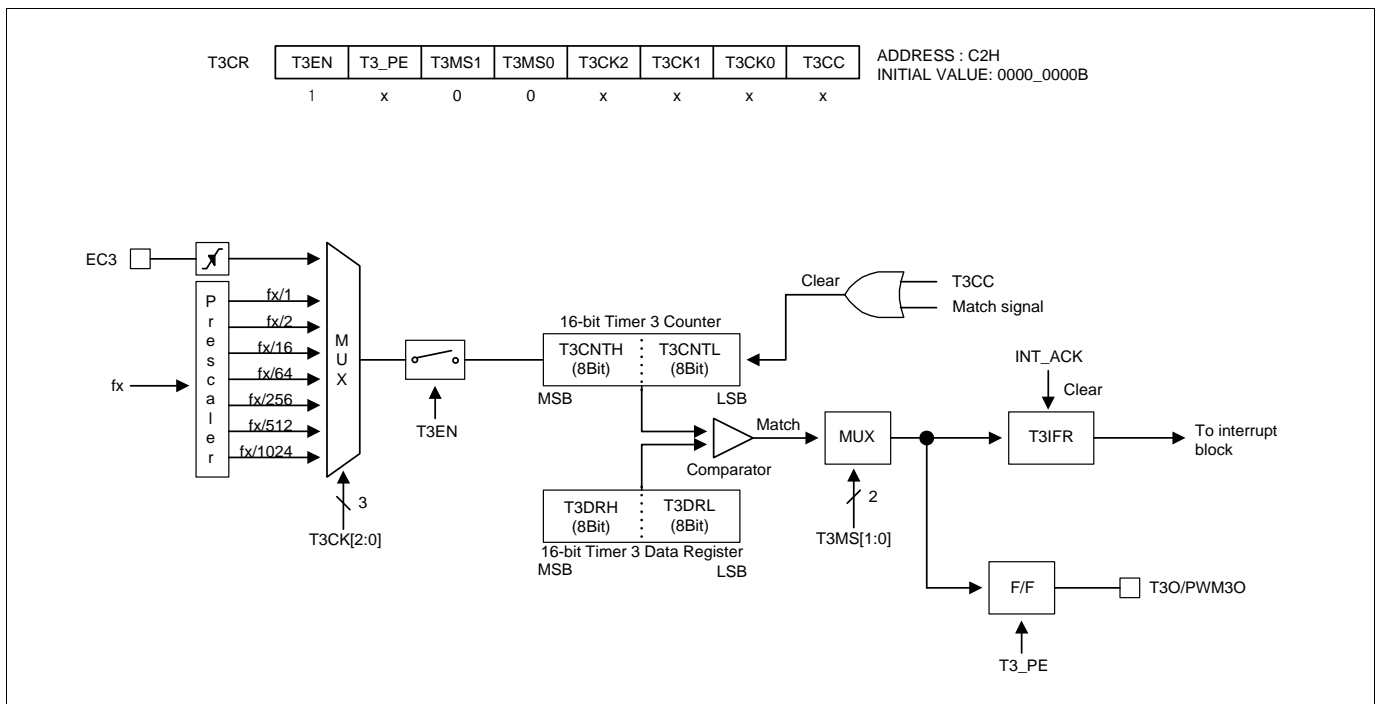 T3CR T3EN T3_PE T3MS1 T3MS0 T3CK2 T3CK1 T3CK0 T3CC ADDRESS : C2H
INITIAL VALUE: 0000_0000B
1 x 0 0 x x x x
EC3
Prescaler
fx/1
fx/2
fx/16
fx/64
fx/256
fx/512
fx/1024
fx
MUX
3
T3CK[2:0]
T3EN
16-bit Timer 3 Counter
T3CNTH
(8Bit)
T3CNTL
(8Bit)
MSB
LSB
Clear
T3CC
Match signal
Comparator
Match
T3DRH
(8Bit)
T3DRL
(8Bit)
16-bit Timer 3 Data Register
MSB
LSB
MUX
2
T3MS[1:0]
INT_ACK
Clear
T3IFR
To interrupt
block
F/F
T3O/PWM3O
T3_PE